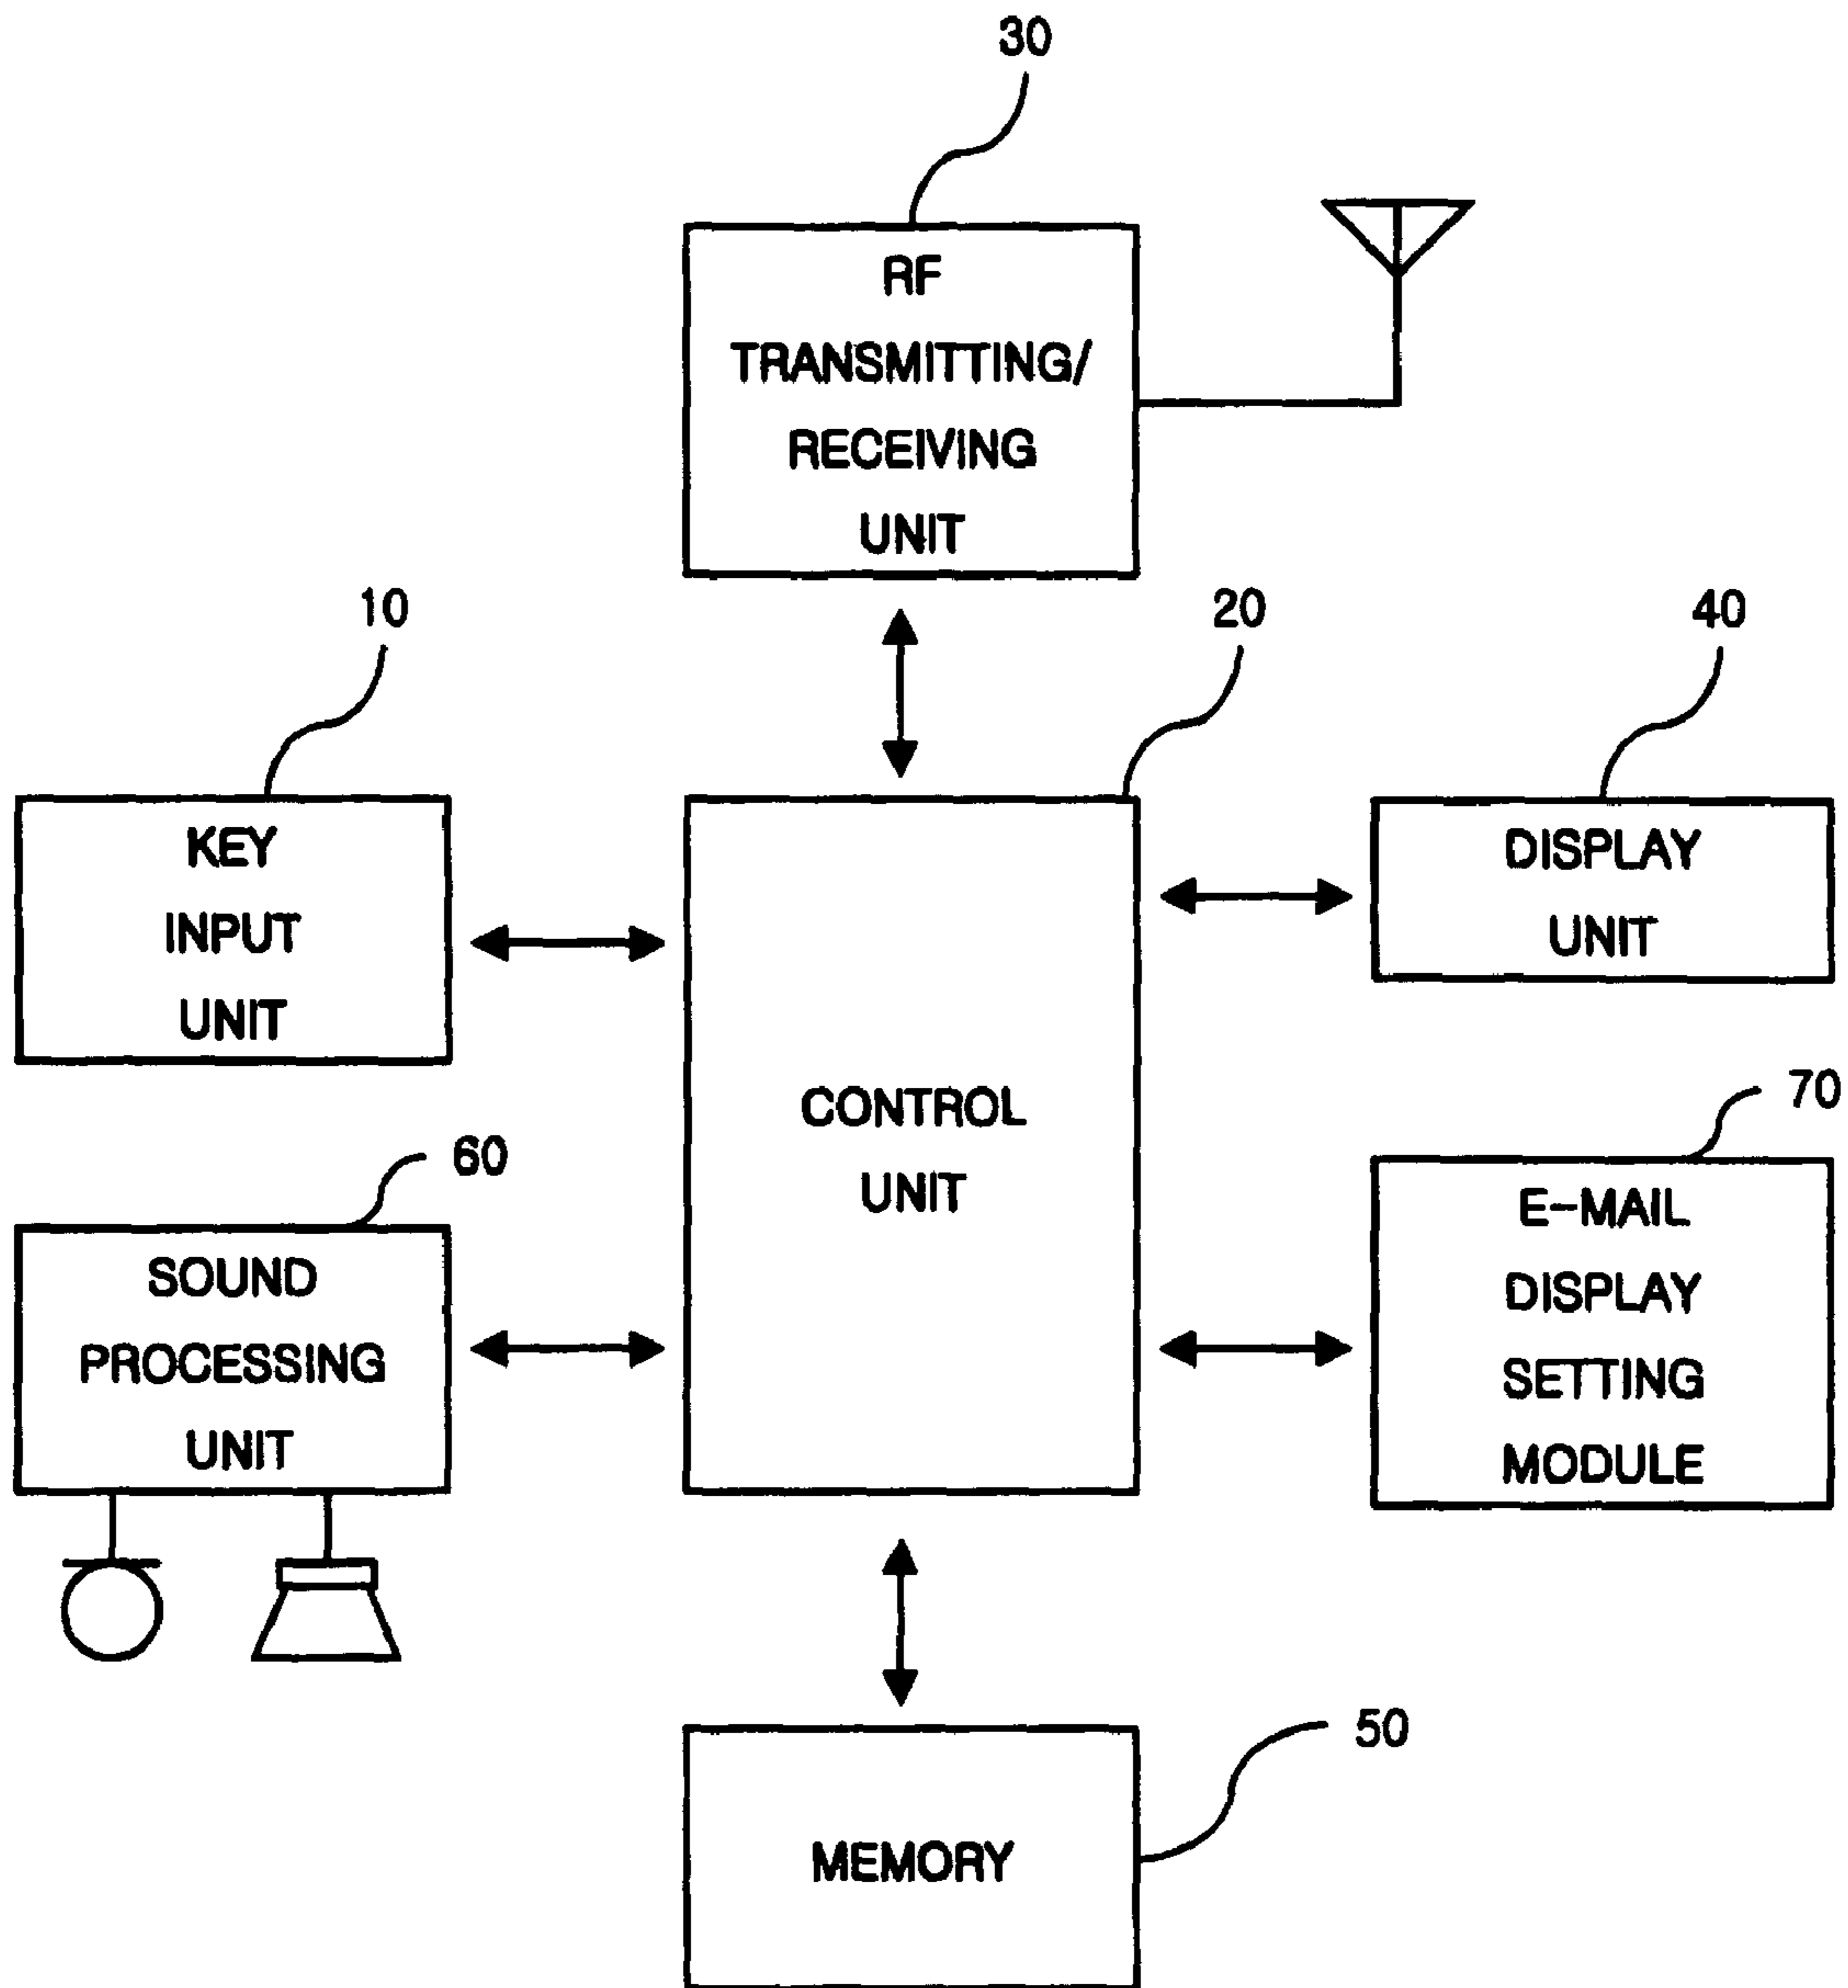 30
RF
TRANSMITTING/
RECEIVING
UNIT
10
20
40
KEY
INPUT
UNIT
DISPLAY
UNIT
CONTROL
UNIT
60
SOUND
PROCESSING
UNIT
70
E-MAIL
DISPLAY
SETTING
MODULE
50
MEMORY